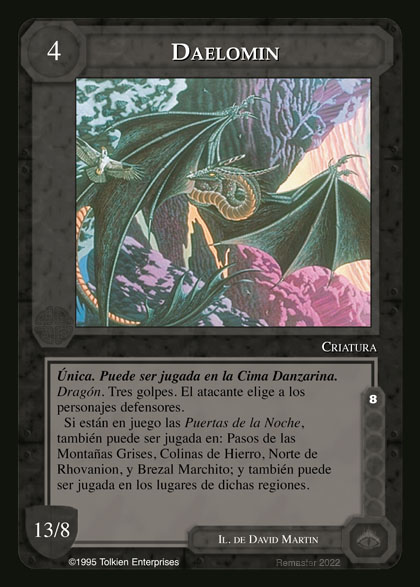 4
DAELOMIN
CRIATURA
Única. Puede ser jugada en la Cima Danzarina.
Dragón. Tres golpes. El atacante elige a los
personajes defensores.
Si están en juego las Puertas de la Noche,
también puede ser jugada en: Pasos de las
Montañas Grises, Colinas de Hierro, Norte de
Rhovanion, y Brezal Marchito; y también puede
ser jugada en los lugares de dichas regiones.
8
13/8
IL. DE DAVID MARTIN
©1995 Tolkien Enterprises
Remaster 2022